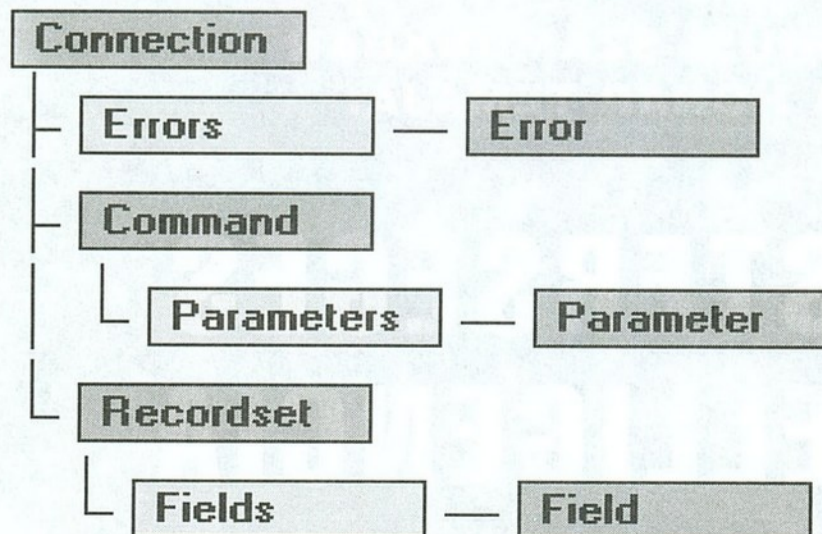 Connection
Errors Error
Command
Parameters Parameter
Recordset
Fields Field